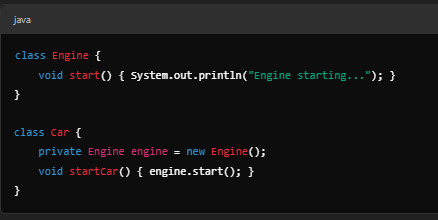 java
class Engine {
    void start() { System.out.println("Engine starting..."); }
}

class Car {
    private Engine engine = new Engine();
    void startCar() { engine.start(); }
}